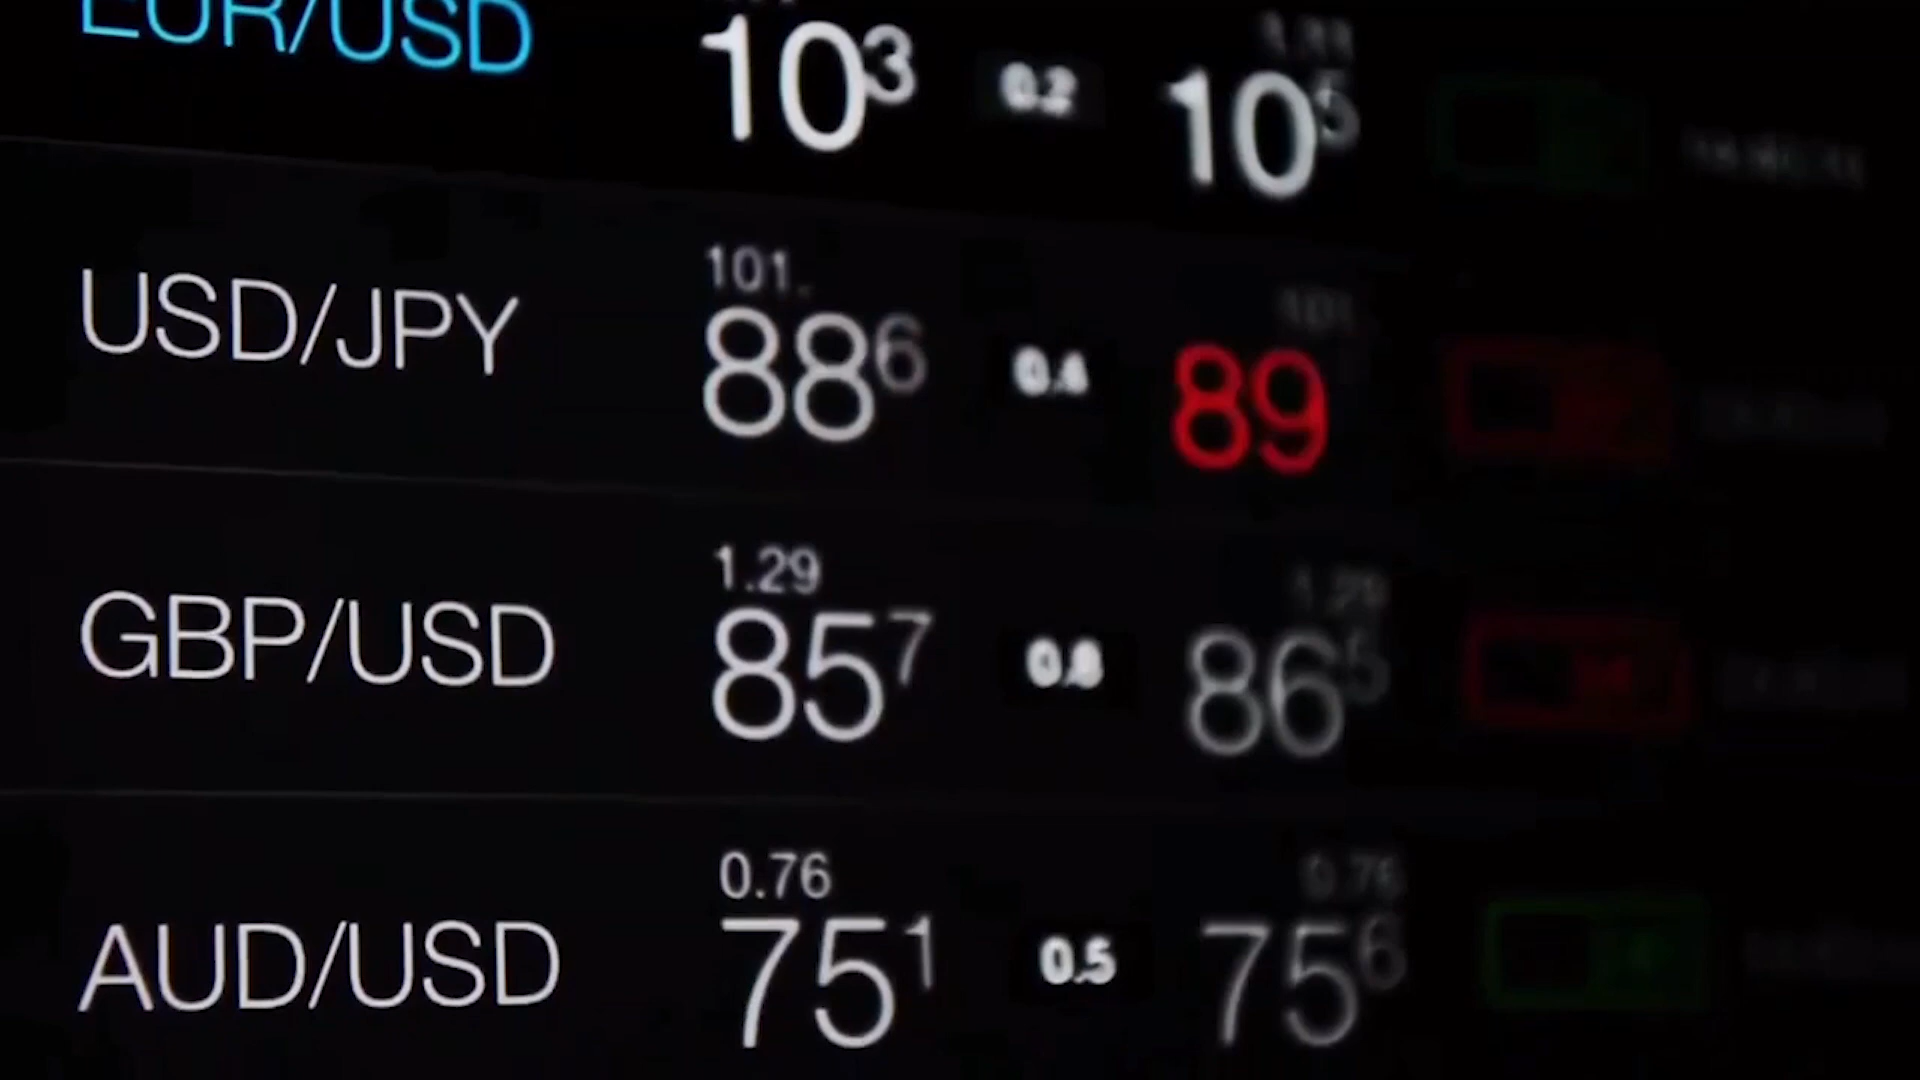 EUR/USD 10³ 0.2 10⁵
101. 101
USD/JPY 88⁶ 0.4 89
1.29 1.29
GBP/USD 85⁷ 0.8 86⁵
0.76 0.76
AUD/USD 75¹ 0.5 75⁶